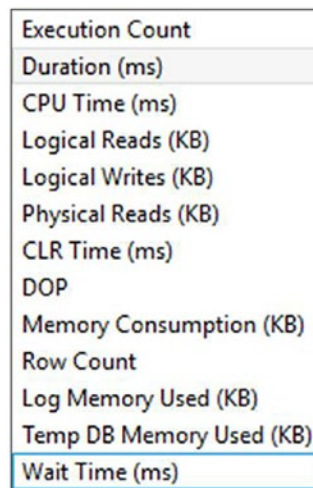 Execution Count
Duration (ms)
CPU Time (ms)
Logical Reads (KB)
Logical Writes (KB)
Physical Reads (KB)
CLR Time (ms)
DOP
Memory Consumption (KB)
Row Count
Log Memory Used (KB)
Temp DB Memory Used (KB)
Wait Time (ms)